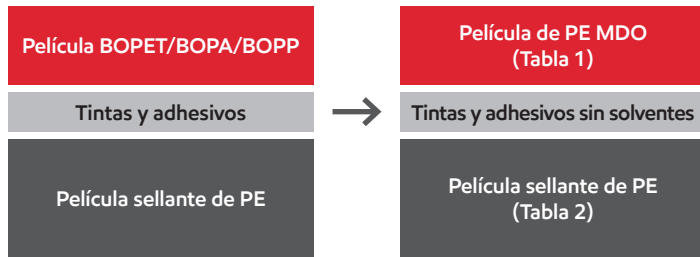 Película BOPET/BOPA/BOPP
Tintas y adhesivos
Película sellante de PE
Película de PE MDO
(Tabla 1)
Tintas y adhesivos sin solventes
Película sellante de PE
(Tabla 2)